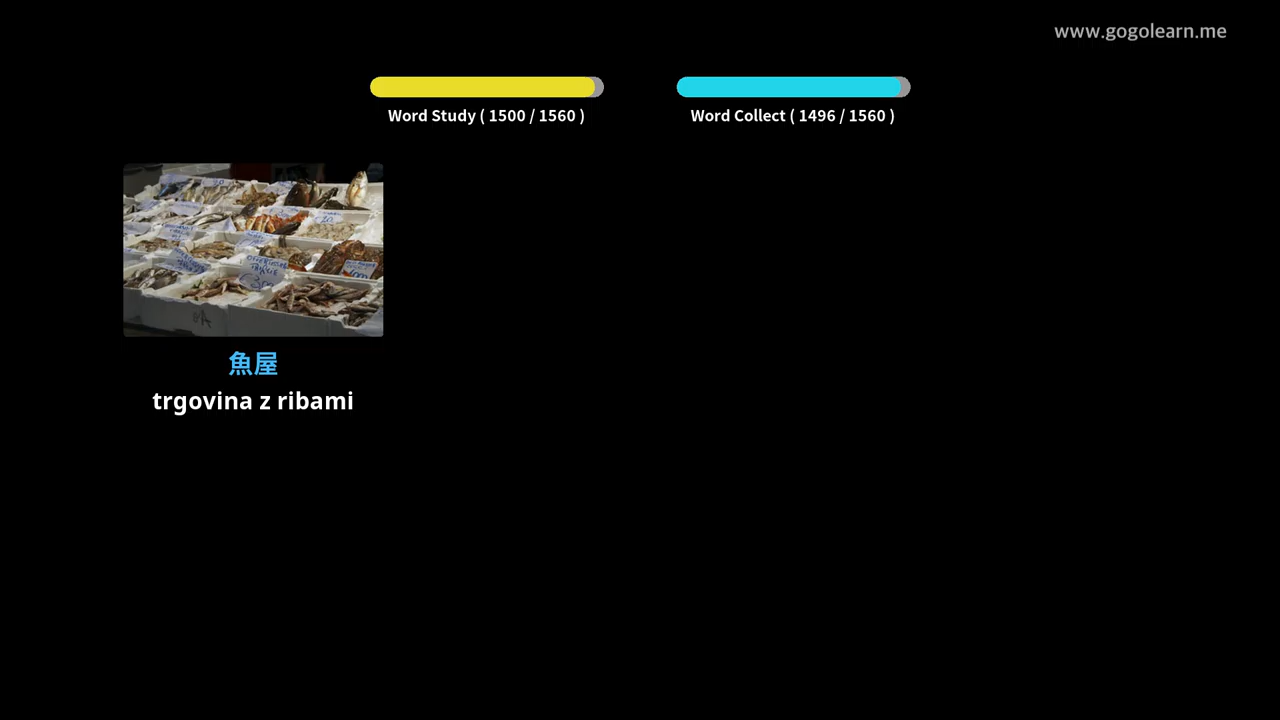 www.gogolearn.me
Word Study ( 1500 / 1560 )
Word Collect ( 1496 / 1560 )
魚屋
trgovina z ribami